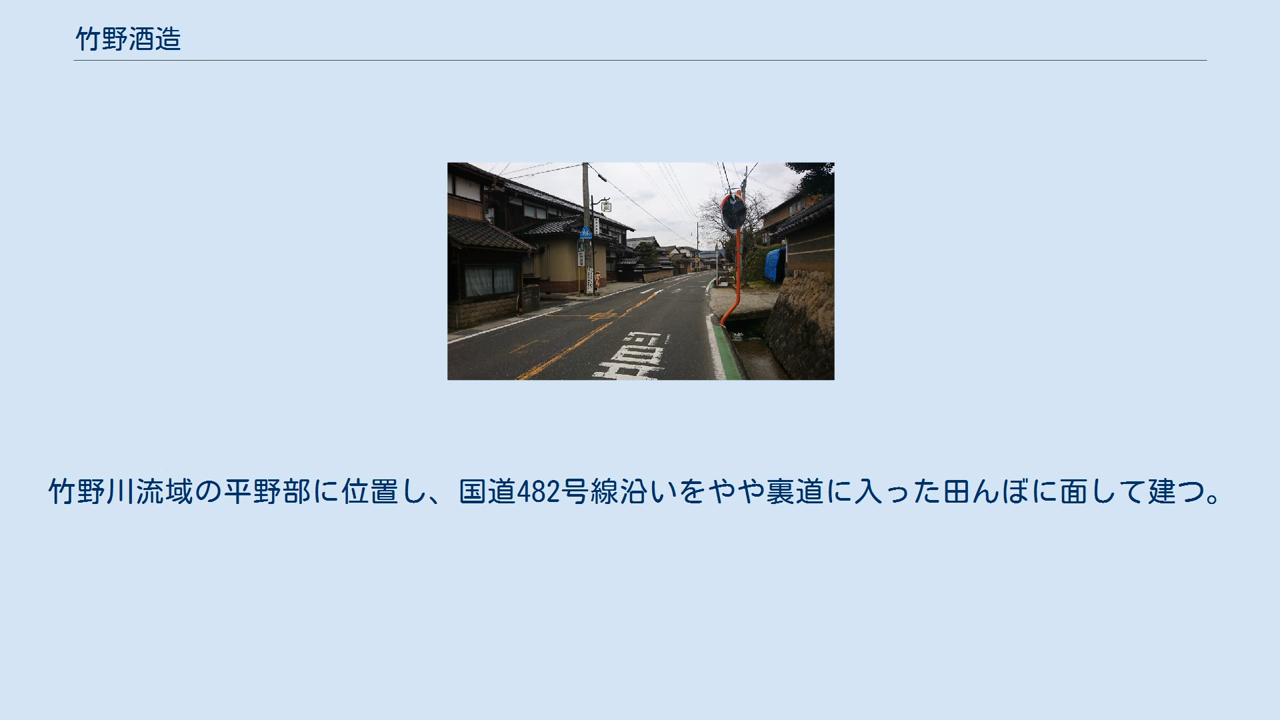 竹野酒造
竹野川流域の平野部に位置し、国道482号線沿いをやや裏道に入った田んぼに面して建つ。